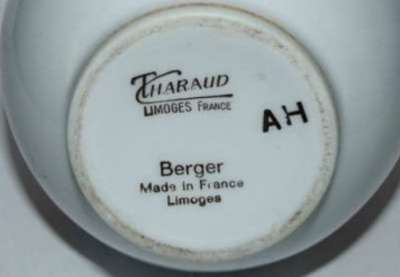 THARAUD
LIMOGES FRANCE
AH
Berger
Made in France
Limoges